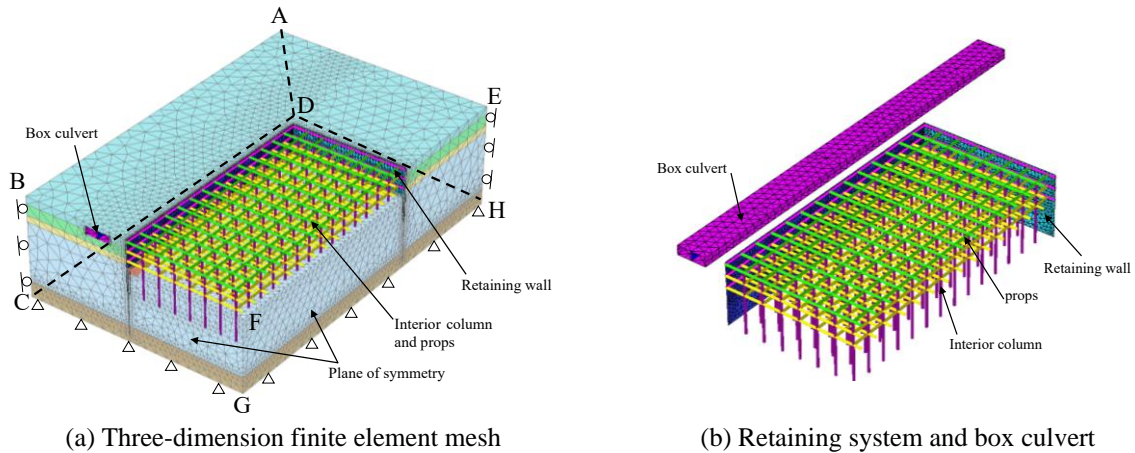 A
E
D
Box culvert
B
H
C
Retaining wall
Interior column
and props
F
Plane of symmetry
G
(a) Three-dimension finite element mesh
Box culvert
Retaining wall
props
Interior column
(b) Retaining system and box culvert